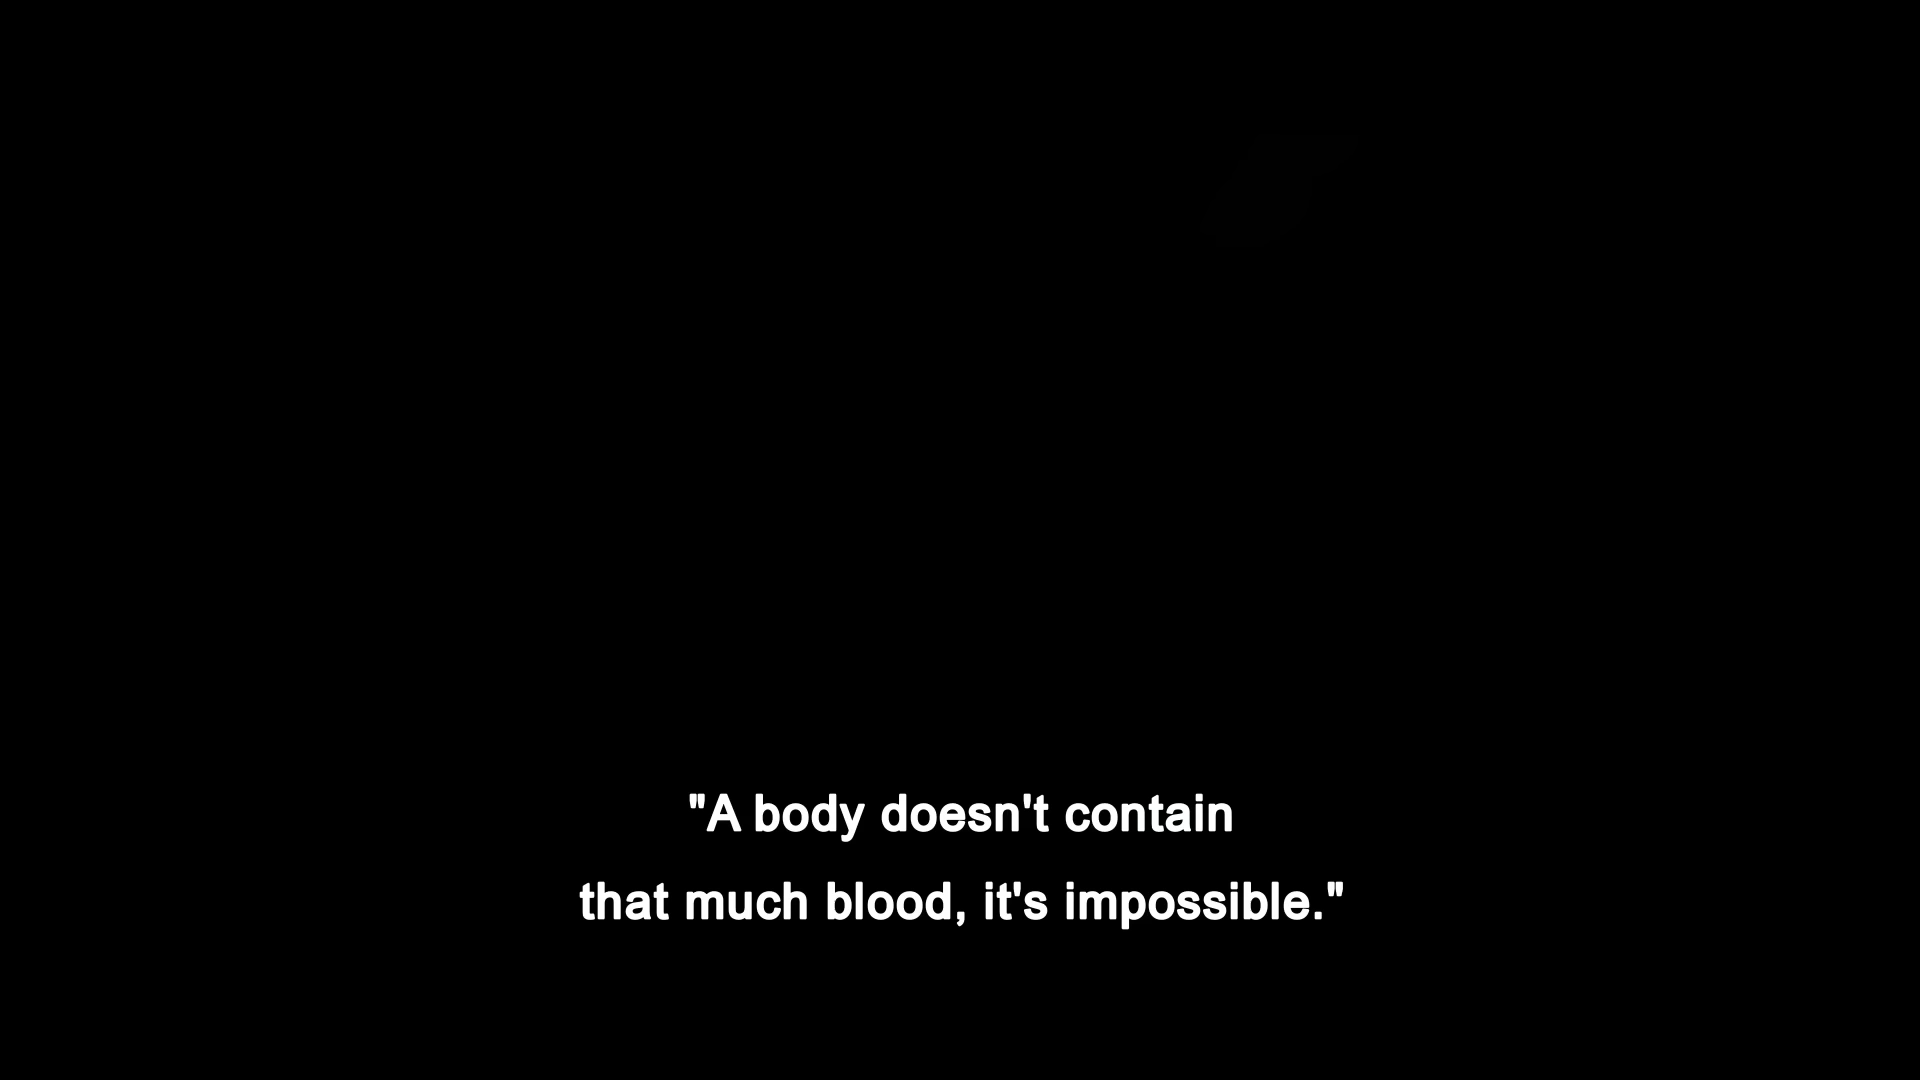 "A body doesn't contain
that much blood, it's impossible."